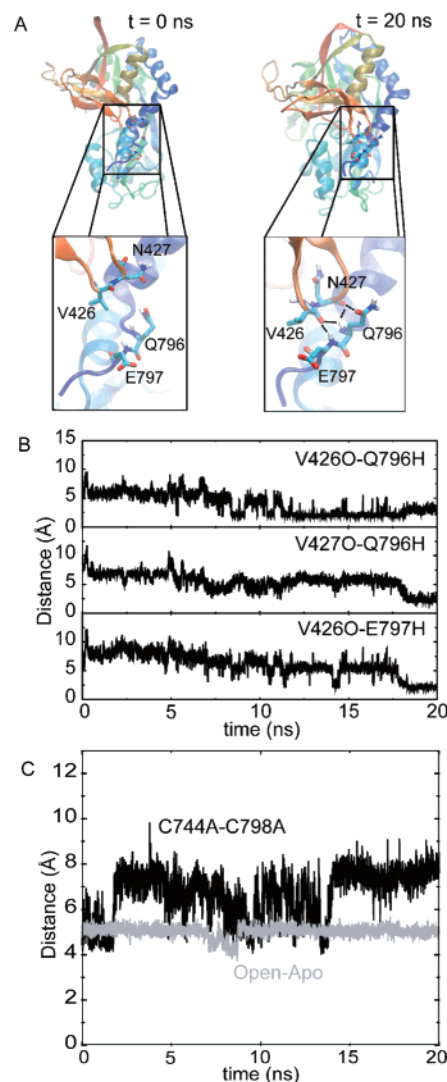 A
t = 0 ns
t = 20 ns
N427
V426
Q796
E797
N427
V426
Q796
E797
B
V426O-Q796H
V427O-Q796H
V426O-E797H
Distance (Å)
15
10
5
0
10
5
0
10
5
0
0 5 10 15 20
time (ns)
C
C744A-C798A
Open-Apo
Distance (Å)
12
10
8
6
4
2
0
0 5 10 15 20
time (ns)